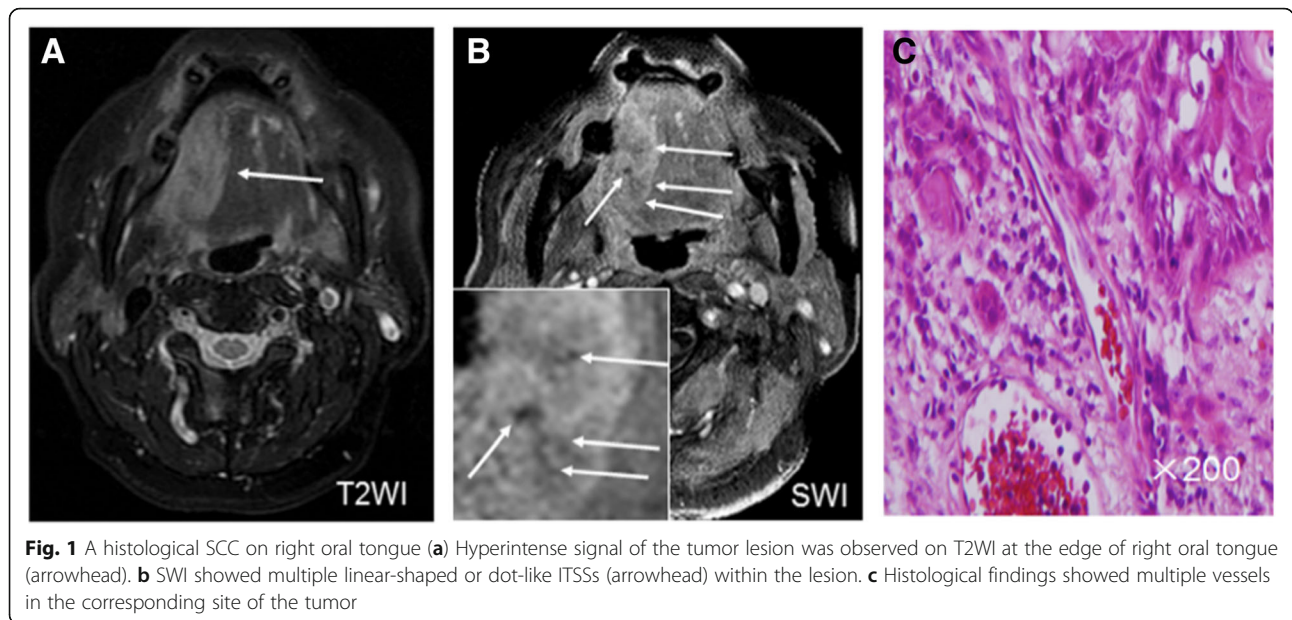 A
B
C
T2WI
SWI
×200
Fig. 1 A histological SCC on right oral tongue (a) Hyperintense signal of the tumor lesion was observed on T2WI at the edge of right oral tongue
(arrowhead). b SWI showed multiple linear-shaped or dot-like ITSSs (arrowhead) within the lesion. c Histological findings showed multiple vessels
in the corresponding site of the tumor